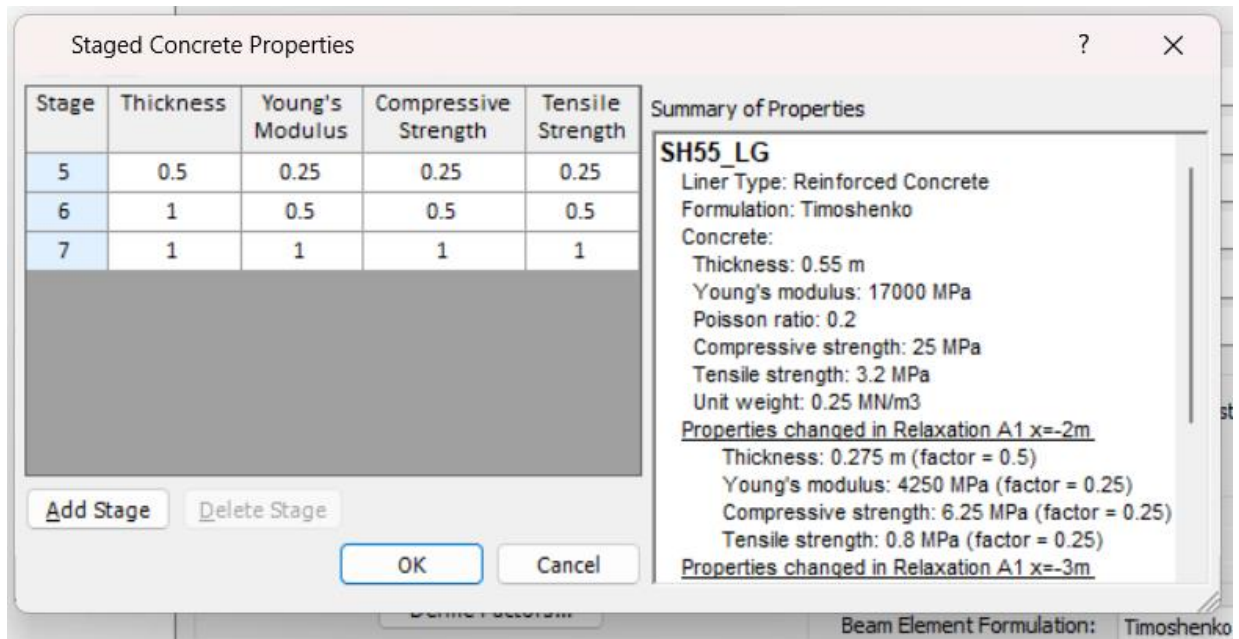 Staged Concrete Properties ? ×
Stage Thickness Young's Modulus Compressive Strength Tensile Strength
5 0.5 0.25 0.25 0.25
6 1 0.5 0.5 0.5
7 1 1 1 1
Add Stage Delete Stage
OK Cancel
Summary of Properties
SH55_LG
Liner Type: Reinforced Concrete
Formulation: Timoshenko
Concrete:
Thickness: 0.55 m
Young's modulus: 17000 MPa
Poisson ratio: 0.2
Compressive strength: 25 MPa
Tensile strength: 3.2 MPa
Unit weight: 0.25 MN/m3
Properties changed in Relaxation A1 x=-2m
Thickness: 0.275 m (factor = 0.5)
Young's modulus: 4250 MPa (factor = 0.25)
Compressive strength: 6.25 MPa (factor = 0.25)
Tensile strength: 0.8 MPa (factor = 0.25)
Properties changed in Relaxation A1 x=-3m
st
Beam Element Formulation: Timoshenko